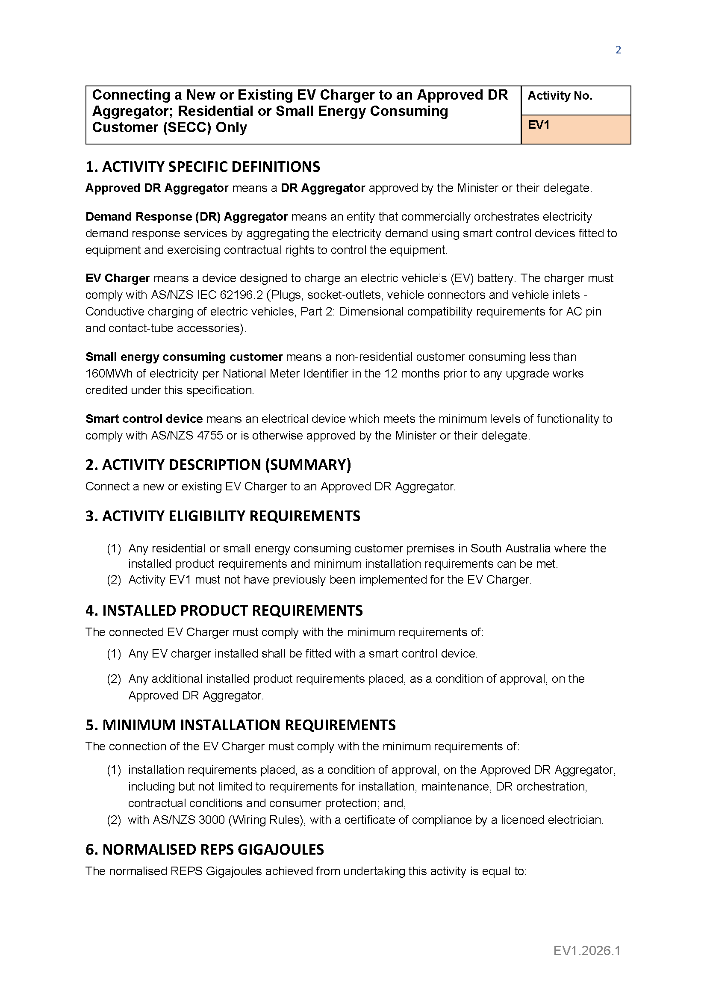 2
Connecting a New or Existing EV Charger to an Approved DR
Aggregator; Residential or Small Energy Consuming
Customer (SECC) Only
Activity No.
EV1
1. ACTIVITY SPECIFIC DEFINITIONS
Approved DR Aggregator means a DR Aggregator approved by the Minister or their delegate.
Demand Response (DR) Aggregator means an entity that commercially orchestrates electricity
demand response services by aggregating the electricity demand using smart control devices fitted to
equipment and exercising contractual rights to control the equipment.
EV Charger means a device designed to charge an electric vehicle’s (EV) battery. The charger must
comply with AS/NZS IEC 62196.2 (Plugs, socket-outlets, vehicle connectors and vehicle inlets -
Conductive charging of electric vehicles, Part 2: Dimensional compatibility requirements for AC pin
and contact-tube accessories).
Small energy consuming customer means a non-residential customer consuming less than
160MWh of electricity per National Meter Identifier in the 12 months prior to any upgrade works
credited under this specification.
Smart control device means an electrical device which meets the minimum levels of functionality to
comply with AS/NZS 4755 or is otherwise approved by the Minister or their delegate.
2. ACTIVITY DESCRIPTION (SUMMARY)
Connect a new or existing EV Charger to an Approved DR Aggregator.
3. ACTIVITY ELIGIBILITY REQUIREMENTS
(1) Any residential or small energy consuming customer premises in South Australia where the
installed product requirements and minimum installation requirements can be met.
(2) Activity EV1 must not have previously been implemented for the EV Charger.
4. INSTALLED PRODUCT REQUIREMENTS
The connected EV Charger must comply with the minimum requirements of:
(1) Any EV charger installed shall be fitted with a smart control device.
(2) Any additional installed product requirements placed, as a condition of approval, on the
Approved DR Aggregator.
5. MINIMUM INSTALLATION REQUIREMENTS
The connection of the EV Charger must comply with the minimum requirements of:
(1) installation requirements placed, as a condition of approval, on the Approved DR Aggregator,
including but not limited to requirements for installation, maintenance, DR orchestration,
contractual conditions and consumer protection; and,
(2) with AS/NZS 3000 (Wiring Rules), with a certificate of compliance by a licenced electrician.
6. NORMALISED REPS GIGAJOULES
The normalised REPS Gigajoules achieved from undertaking this activity is equal to:
EV1.2026.1